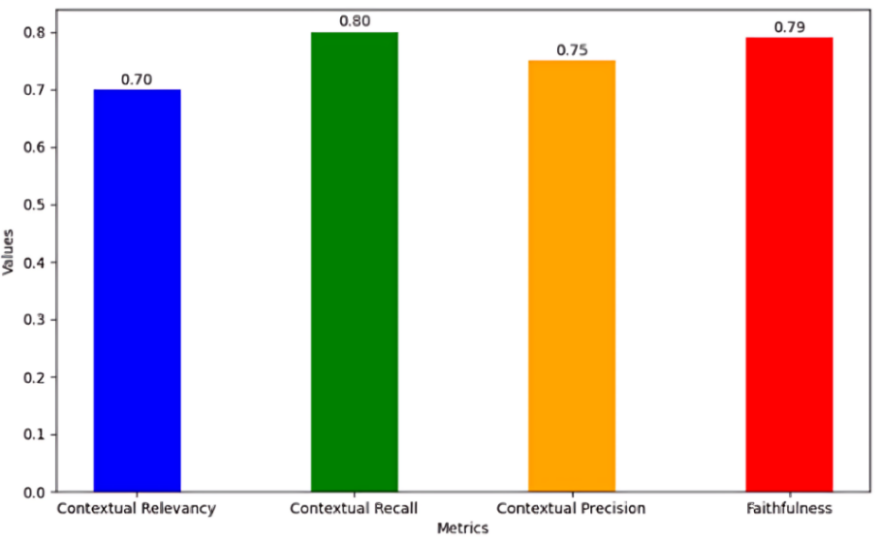 0.80
0.79
0.75
0.70
0.8
0.7
0.6
0.5
0.4
0.3
0.2
0.1
0.0
Values
Contextual Relevancy
Contextual Recall
Contextual Precision
Faithfulness
Metrics